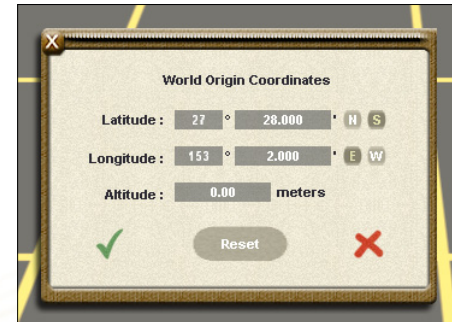 X
World Origin Coordinates
Latitude : 27 ° 28.000 ' N S
Longitude : 153 ° 2.000 ' E W
Altitude : 0.00 meters
Reset